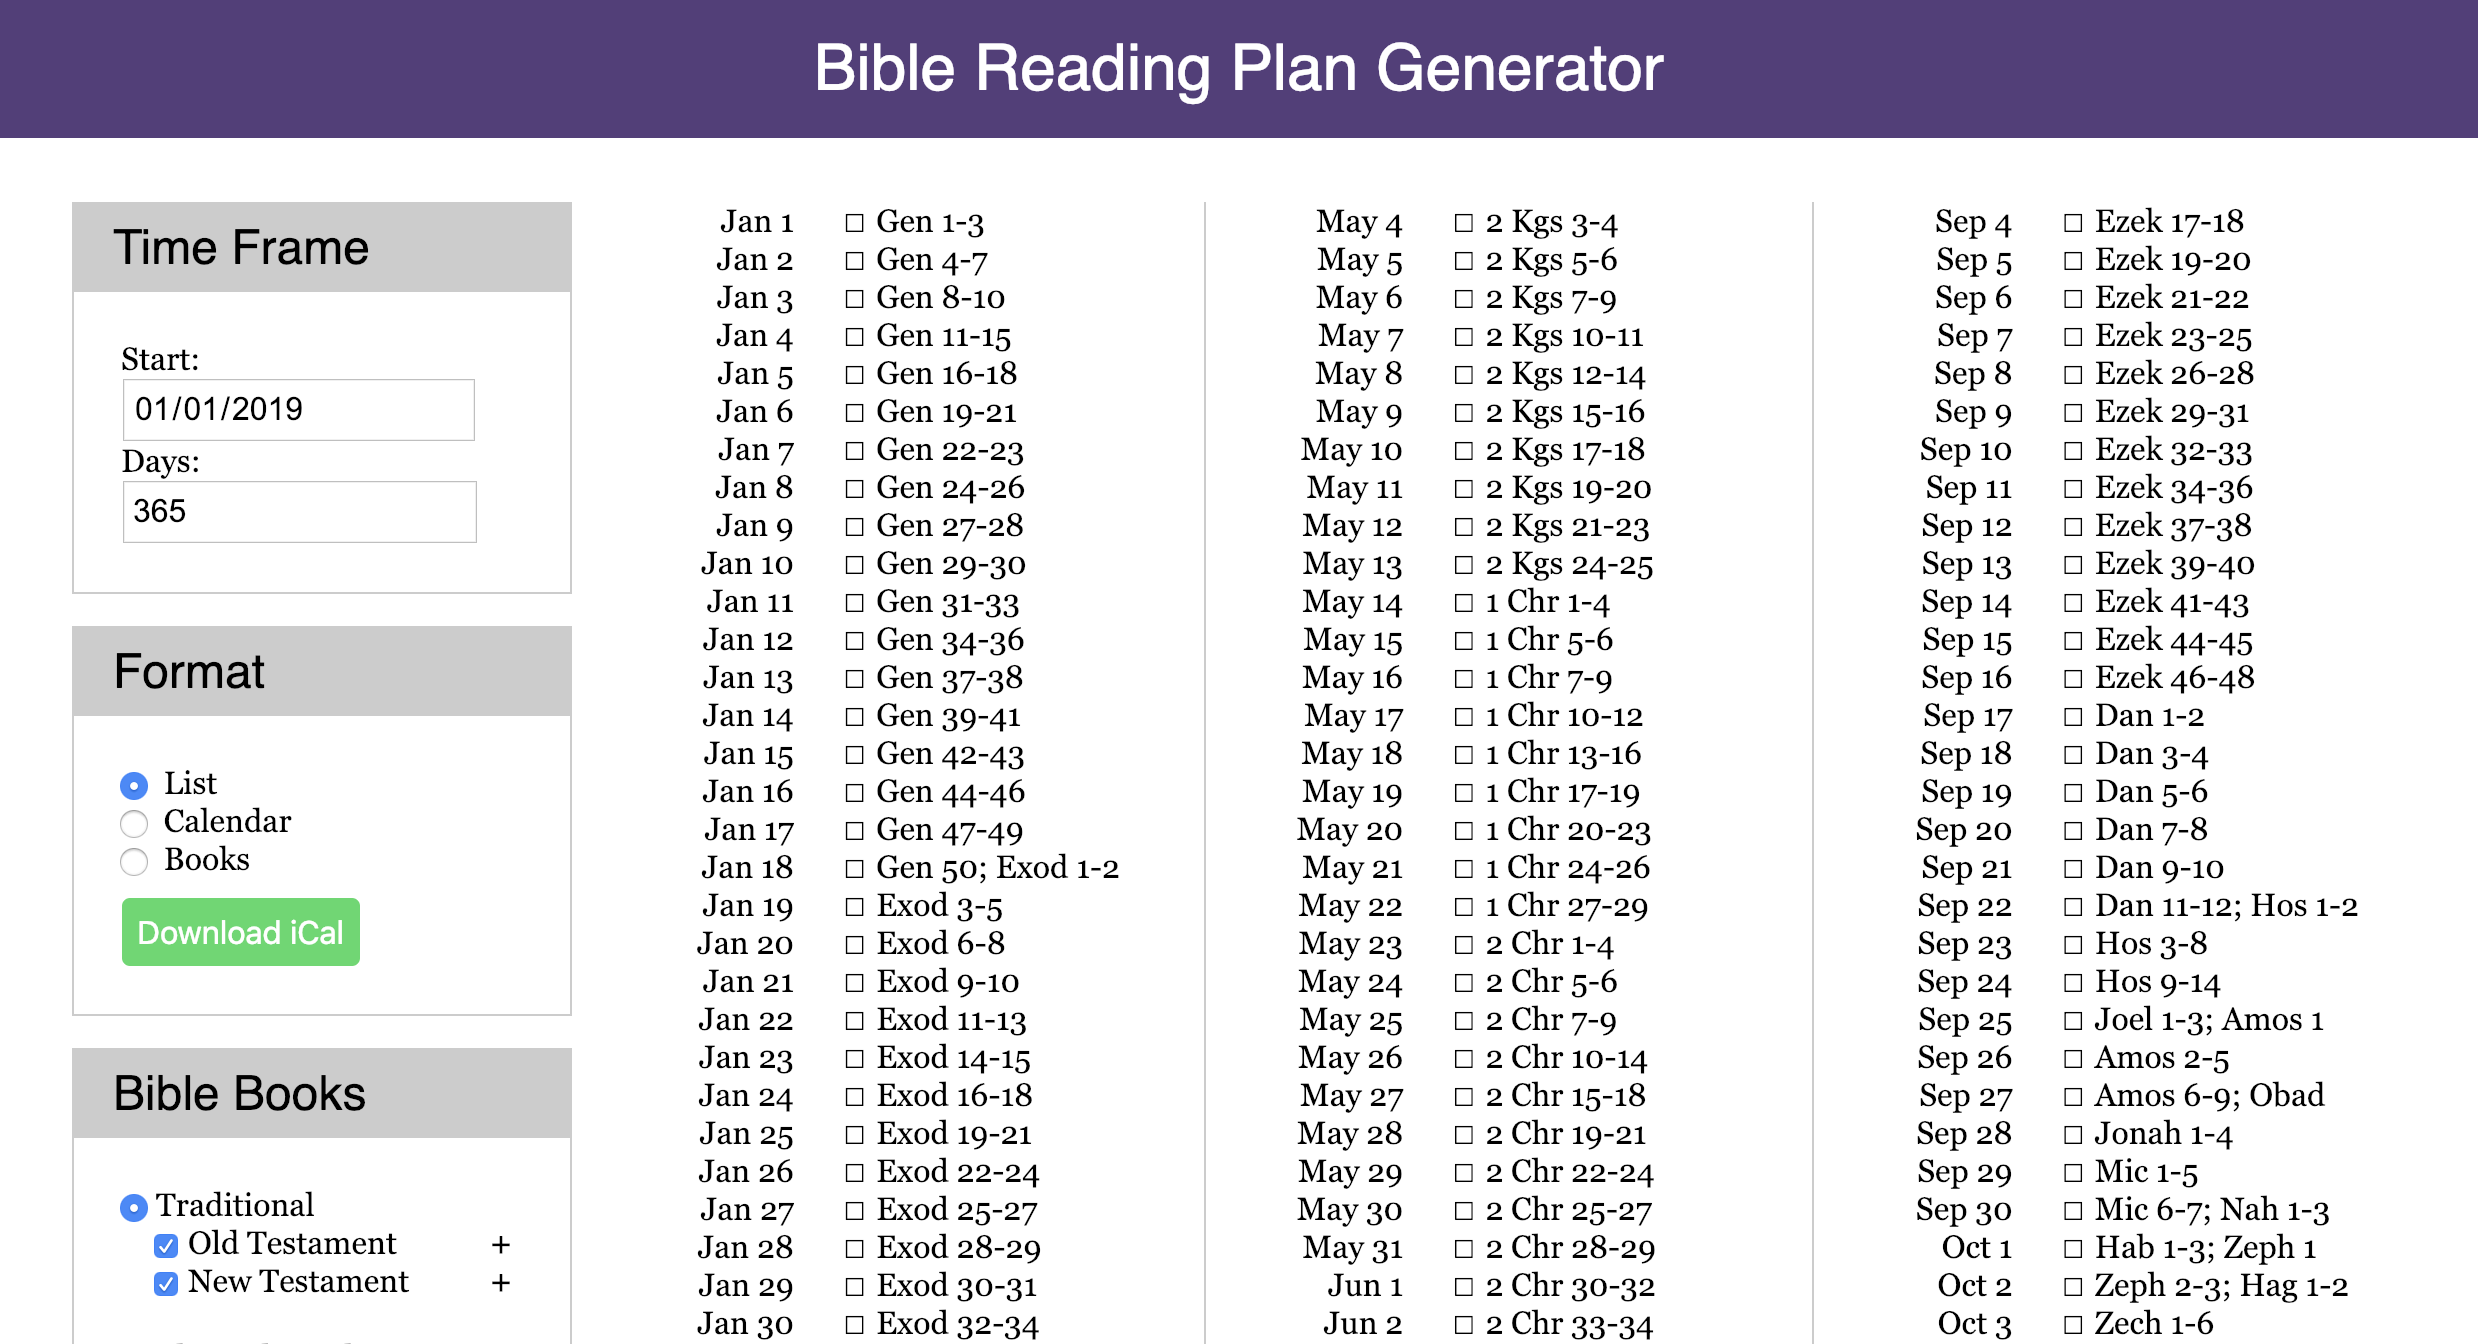 Bible Reading Plan Generator
Time Frame
Start:
01/01/2019
Days:
365
Format
List
Calendar
Books
Download iCal
Bible Books
Traditional
Old Testament +
New Testament +
Jan 1 Gen 1-3
Jan 2 Gen 4-7
Jan 3 Gen 8-10
Jan 4 Gen 11-15
Jan 5 Gen 16-18
Jan 6 Gen 19-21
Jan 7 Gen 22-23
Jan 8 Gen 24-26
Jan 9 Gen 27-28
Jan 10 Gen 29-30
Jan 11 Gen 31-33
Jan 12 Gen 34-36
Jan 13 Gen 37-38
Jan 14 Gen 39-41
Jan 15 Gen 42-43
Jan 16 Gen 44-46
Jan 17 Gen 47-49
Jan 18 Gen 50; Exod 1-2
Jan 19 Exod 3-5
Jan 20 Exod 6-8
Jan 21 Exod 9-10
Jan 22 Exod 11-13
Jan 23 Exod 14-15
Jan 24 Exod 16-18
Jan 25 Exod 19-21
Jan 26 Exod 22-24
Jan 27 Exod 25-27
Jan 28 Exod 28-29
Jan 29 Exod 30-31
Jan 30 Exod 32-34
May 4 2 Kgs 3-4
May 5 2 Kgs 5-6
May 6 2 Kgs 7-9
May 7 2 Kgs 10-11
May 8 2 Kgs 12-14
May 9 2 Kgs 15-16
May 10 2 Kgs 17-18
May 11 2 Kgs 19-20
May 12 2 Kgs 21-23
May 13 2 Kgs 24-25
May 14 1 Chr 1-4
May 15 1 Chr 5-6
May 16 1 Chr 7-9
May 17 1 Chr 10-12
May 18 1 Chr 13-16
May 19 1 Chr 17-19
May 20 1 Chr 20-23
May 21 1 Chr 24-26
May 22 1 Chr 27-29
May 23 2 Chr 1-4
May 24 2 Chr 5-6
May 25 2 Chr 7-9
May 26 2 Chr 10-14
May 27 2 Chr 15-18
May 28 2 Chr 19-21
May 29 2 Chr 22-24
May 30 2 Chr 25-27
May 31 2 Chr 28-29
Jun 1 2 Chr 30-32
Jun 2 2 Chr 33-34
Sep 4 Ezek 17-18
Sep 5 Ezek 19-20
Sep 6 Ezek 21-22
Sep 7 Ezek 23-25
Sep 8 Ezek 26-28
Sep 9 Ezek 29-31
Sep 10 Ezek 32-33
Sep 11 Ezek 34-36
Sep 12 Ezek 37-38
Sep 13 Ezek 39-40
Sep 14 Ezek 41-43
Sep 15 Ezek 44-45
Sep 16 Ezek 46-48
Sep 17 Dan 1-2
Sep 18 Dan 3-4
Sep 19 Dan 5-6
Sep 20 Dan 7-8
Sep 21 Dan 9-10
Sep 22 Dan 11-12; Hos 1-2
Sep 23 Hos 3-8
Sep 24 Hos 9-14
Sep 25 Joel 1-3; Amos 1
Sep 26 Amos 2-5
Sep 27 Amos 6-9; Obad
Sep 28 Jonah 1-4
Sep 29 Mic 1-5
Sep 30 Mic 6-7; Nah 1-3
Oct 1 Hab 1-3; Zeph 1
Oct 2 Zeph 2-3; Hag 1-2
Oct 3 Zech 1-6